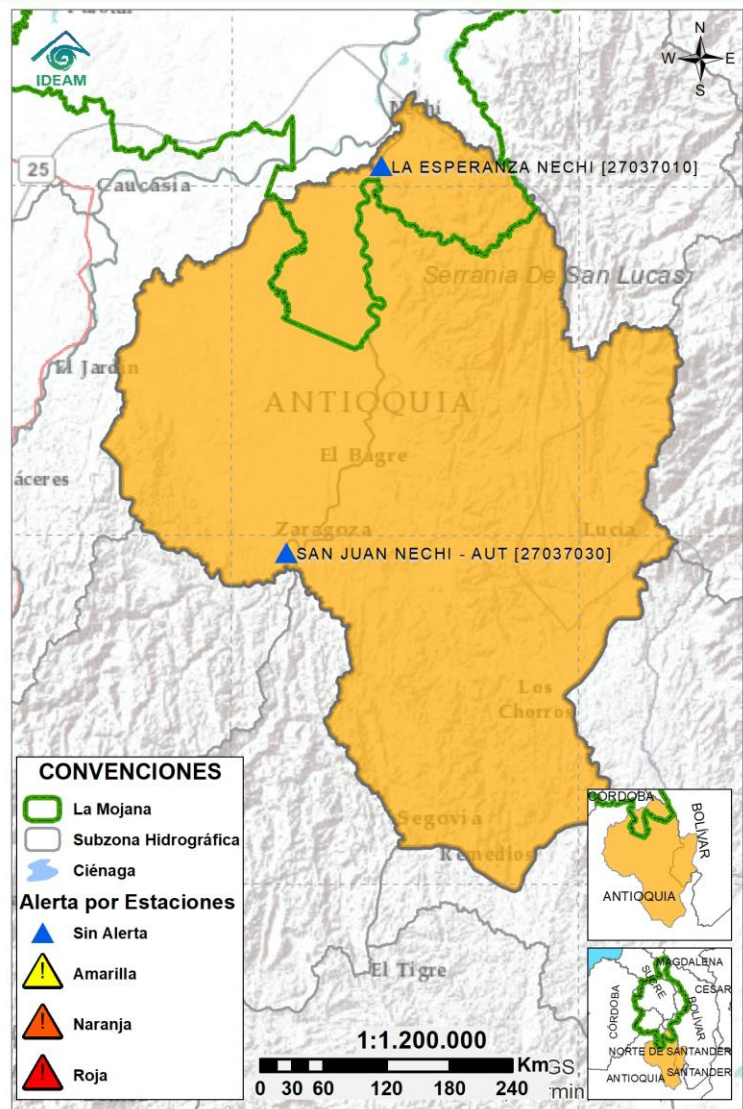 IDEAM
N
W E
S
Nechí
LA ESPERANZA NECHI [27037010]
25
Caucasia
Serranía De San Lucas
El Jardín
ANTIOQUIA
El Bagre
áceres
Zaragoza
Lucía
SAN JUAN NECHI - AUT [27037030]
Los
Chorros
Segovia
Remedios
El Tigre
CONVENCIONES
La Mojana
Subzona Hidrográfica
Ciénaga
Alerta por Estaciones
Sin Alerta
! Amarilla
! Naranja
! Roja
1:1.200.000
Km
0 30 60 120 180 240
GS,
min
CÓRDOBA
BOLÍVAR
ANTIOQUIA
MAGDALENA
SUCRE
CESAR
CÓRDOBA
BOLÍVAR
NORTE DE SANTANDER
ANTIOQUIA
SANTANDER